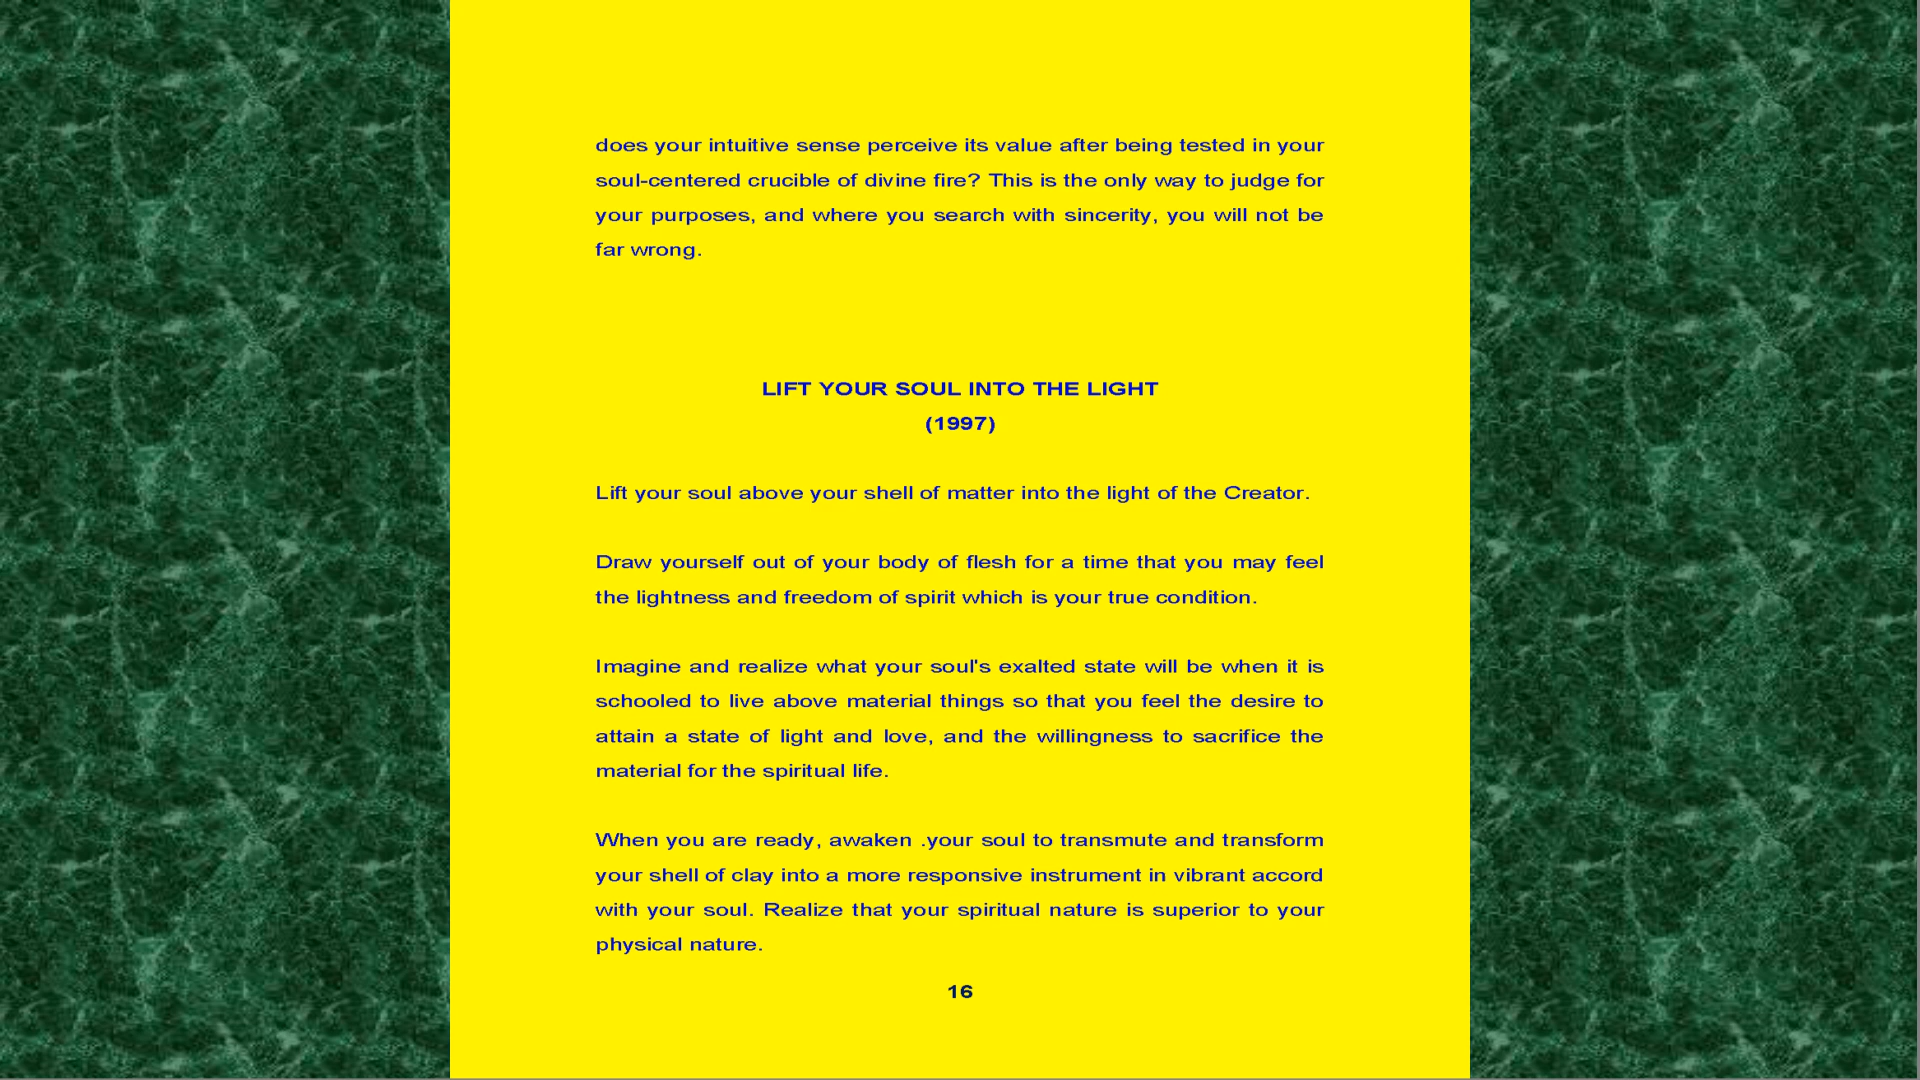 does your intuitive sense perceive its value after being tested in your
soul-centered crucible of divine fire? This is the only way to judge for
your purposes, and where you search with sincerity, you will not be
far wrong.
LIFT YOUR SOUL INTO THE LIGHT
(1997)
Lift your soul above your shell of matter into the light of the Creator.
Draw yourself out of your body of flesh for a time that you may feel
the lightness and freedom of spirit which is your true condition.
Imagine and realize what your soul's exalted state will be when it is
schooled to live above material things so that you feel the desire to
attain a state of light and love, and the willingness to sacrifice the
material for the spiritual life.
When you are ready, awaken .your soul to transmute and transform
your shell of clay into a more responsive instrument in vibrant accord
with your soul. Realize that your spiritual nature is superior to your
physical nature.
16